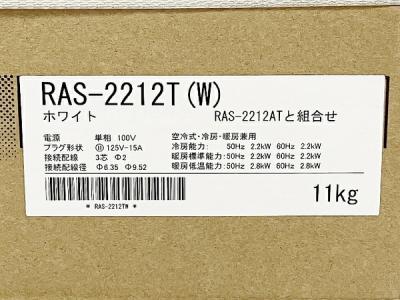 RAS-2212T(W)
ホワイト RAS-2212ATと組合せ
電源 単相 100V 空冷式・冷房・暖房兼用
プラグ形状 125V-15A 冷房能力: 50Hz 2.2kW 60Hz 2.2kW
接続配線 3芯 Φ2 暖房標準能力: 50Hz 2.2kW 60Hz 2.2kW
接続配線径 Φ6.35 Φ9.52 暖房低温能力: 50Hz 2.8kW 60Hz 2.8kW
11kg
* RAS-2212TW *